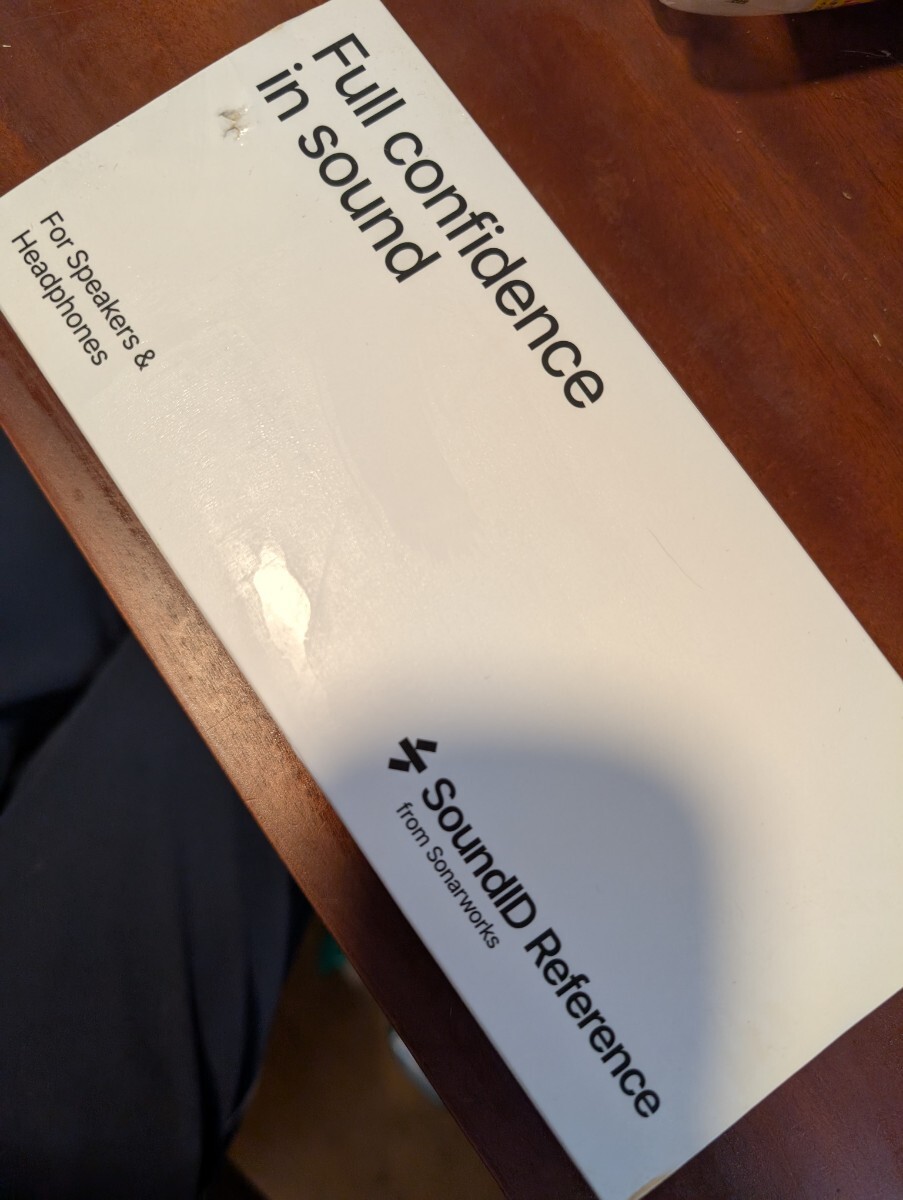 Full confidence
in sound
For Speakers &
Headphones
SoundID Reference
from Sonarworks